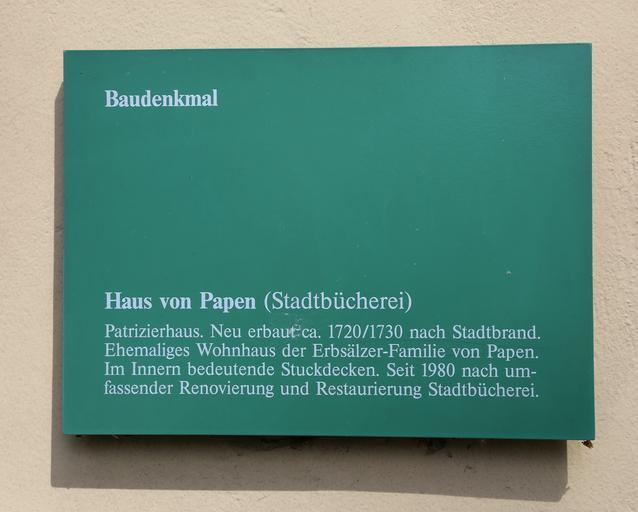 Baudenkmal
Haus von Papen (Stadtbücherei)
Patrizierhaus. Neu erbaut ca. 1720/1730 nach Stadtbrand.
Ehemaliges Wohnhaus der Erbsälzer-Familie von Papen.
Im Innern bedeutende Stuckdecken. Seit 1980 nach um-
fassender Renovierung und Restaurierung Stadtbücherei.